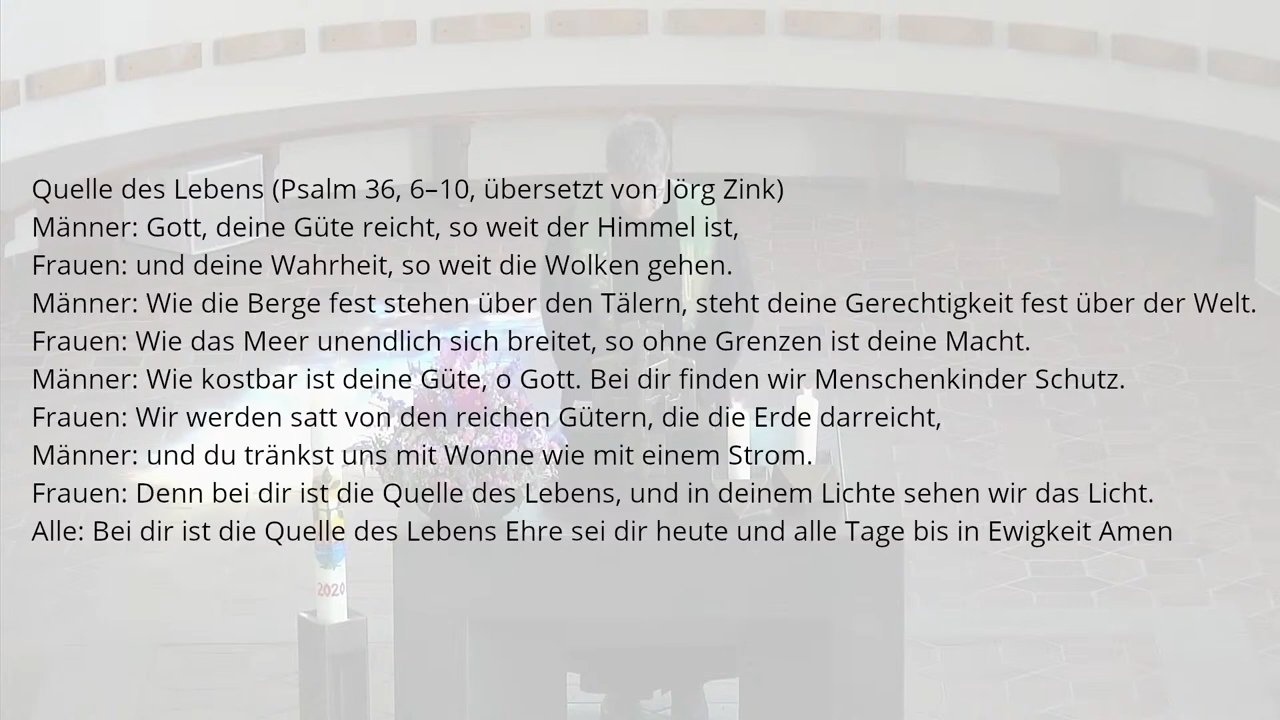 Quelle des Lebens (Psalm 36, 6–10, übersetzt von Jörg Zink)
Männer: Gott, deine Güte reicht, so weit der Himmel ist,
Frauen: und deine Wahrheit, so weit die Wolken gehen.
Männer: Wie die Berge fest stehen über den Tälern, steht deine Gerechtigkeit fest über der Welt.
Frauen: Wie das Meer unendlich sich breitet, so ohne Grenzen ist deine Macht.
Männer: Wie kostbar ist deine Güte, o Gott. Bei dir finden wir Menschenkinder Schutz.
Frauen: Wir werden satt von den reichen Gütern, die die Erde darreicht,
Männer: und du tränkst uns mit Wonne wie mit einem Strom.
Frauen: Denn bei dir ist die Quelle des Lebens, und in deinem Lichte sehen wir das Licht.
Alle: Bei dir ist die Quelle des Lebens Ehre sei dir heute und alle Tage bis in Ewigkeit Amen
2020